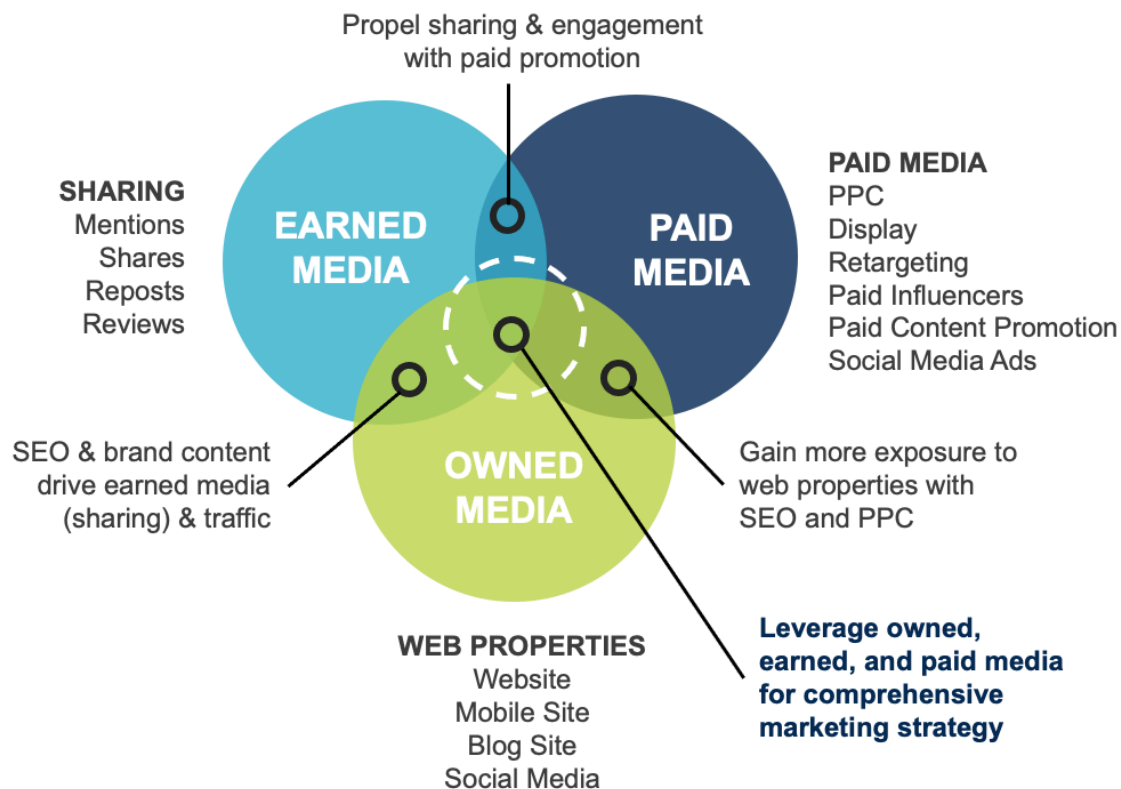 Propel sharing & engagement
with paid promotion
SHARING
Mentions
Shares
Reposts
Reviews
EARNED
MEDIA
PAID
MEDIA
PAID MEDIA
PPC
Display
Retargeting
Paid Influencers
Paid Content Promotion
Social Media Ads
SEO & brand content
drive earned media
(sharing) & traffic
OWNED
MEDIA
Gain more exposure to
web properties with
SEO and PPC
WEB PROPERTIES
Website
Mobile Site
Blog Site
Social Media
Leverage owned,
earned, and paid media
for comprehensive
marketing strategy